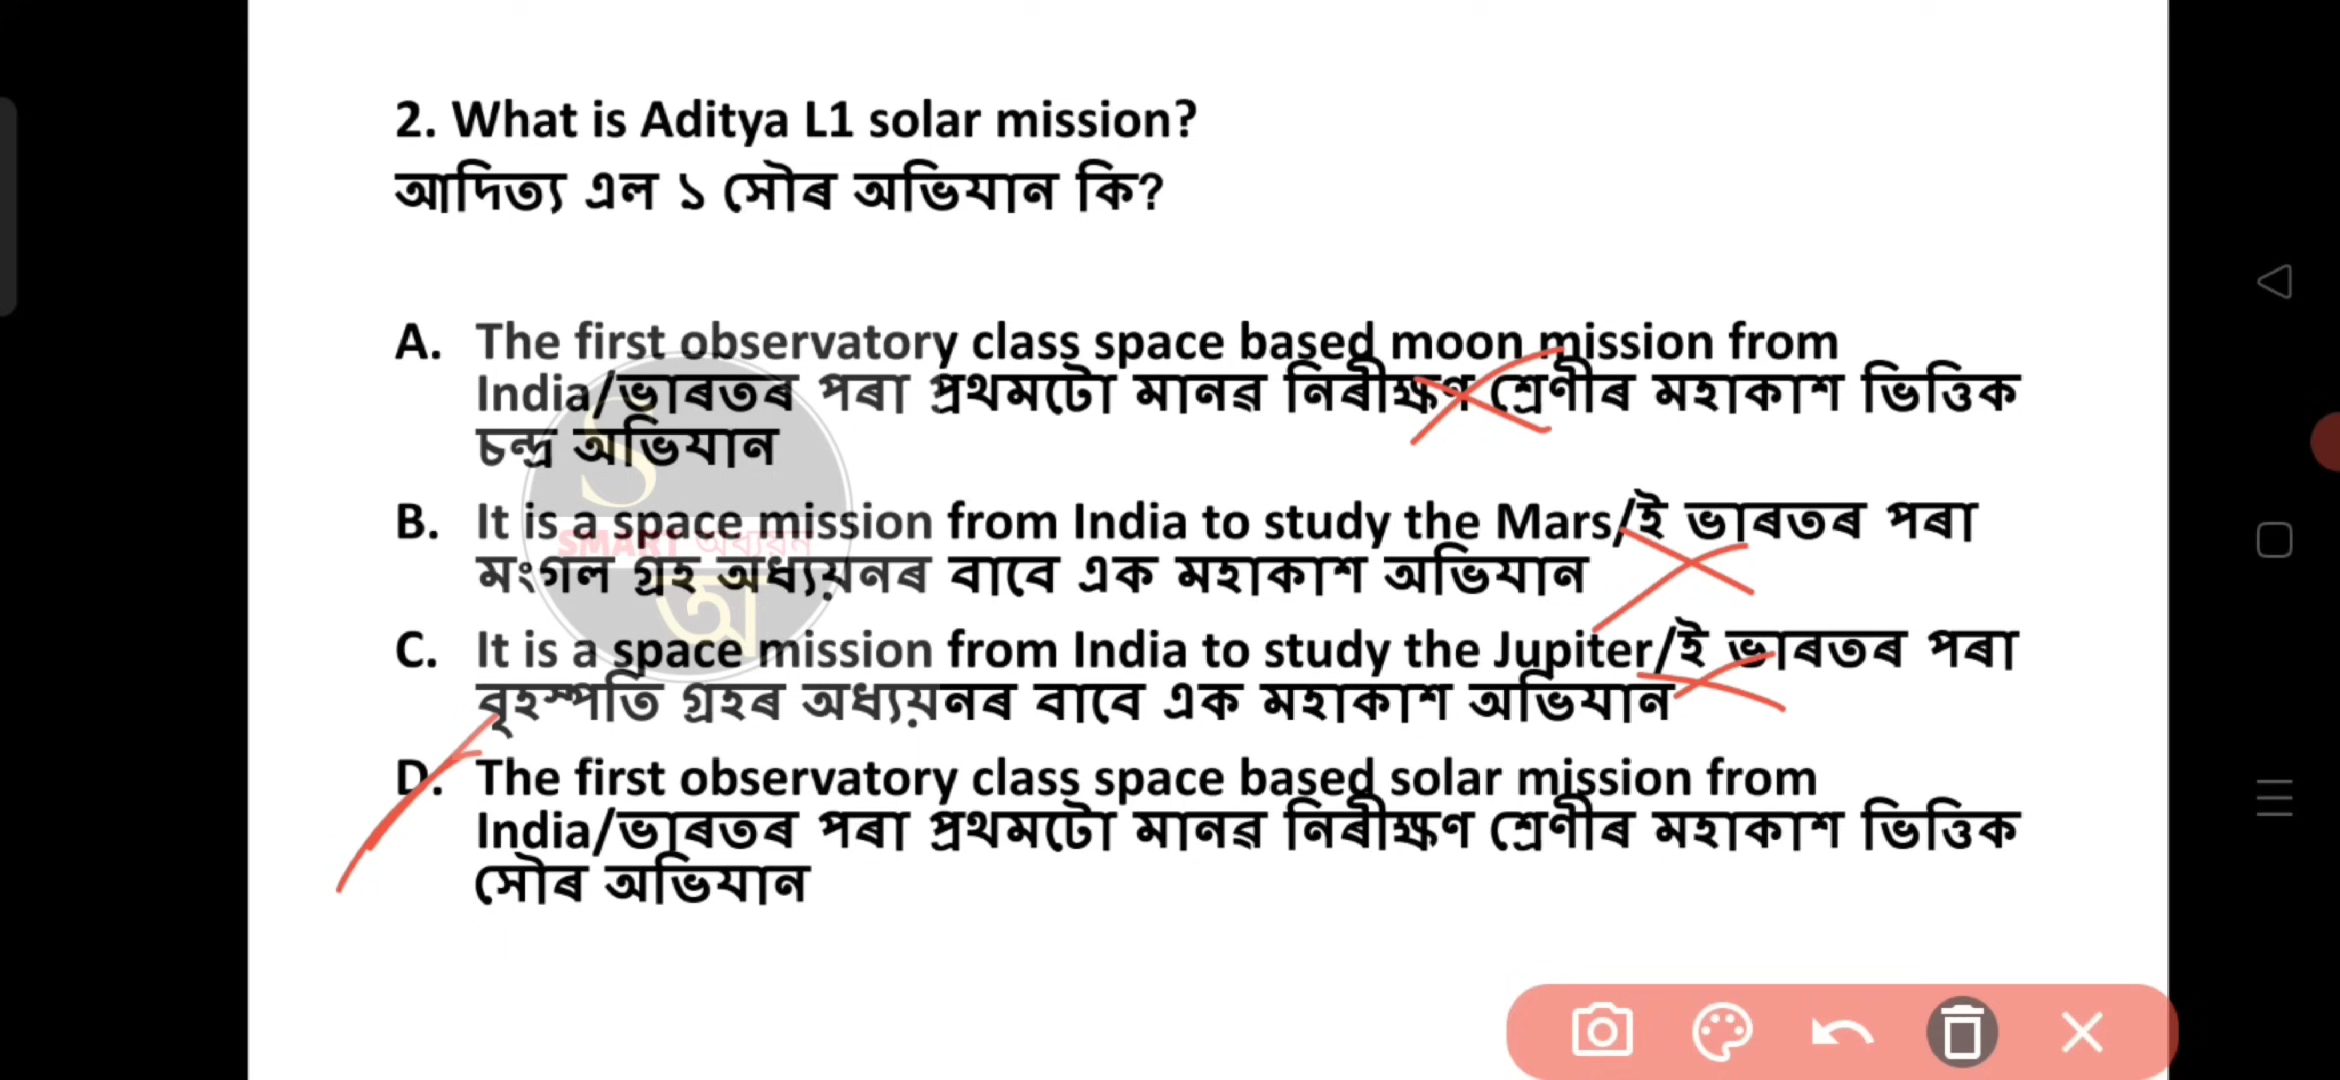 2. What is Aditya L1 solar mission?
আদিত্য এল ১ সৌৰ অভিযান কি?
A. The first observatory class space based moon mission from
India/ভাৰতৰ পৰা প্ৰথমটো মানৱ নিৰীক্ষণ শ্ৰেণীৰ মহাকাশ ভিত্তিক
চন্দ্ৰ অভিযান
B. It is a space mission from India to study the Mars/ই ভাৰতৰ পৰা
মংগল গ্ৰহ অধ্যয়নৰ বাবে এক মহাকাশ অভিযান
C. It is a space mission from India to study the Jupiter/ই ভাৰতৰ পৰা
বৃহস্পতি গ্ৰহৰ অধ্যয়নৰ বাবে এক মহাকাশ অভিযান
D. The first observatory class space based solar mission from
India/ভাৰতৰ পৰা প্ৰথমটো মানৱ নিৰীক্ষণ শ্ৰেণীৰ মহাকাশ ভিত্তিক
সৌৰ অভিযান
S
SMART অধ্যয়ন
অ